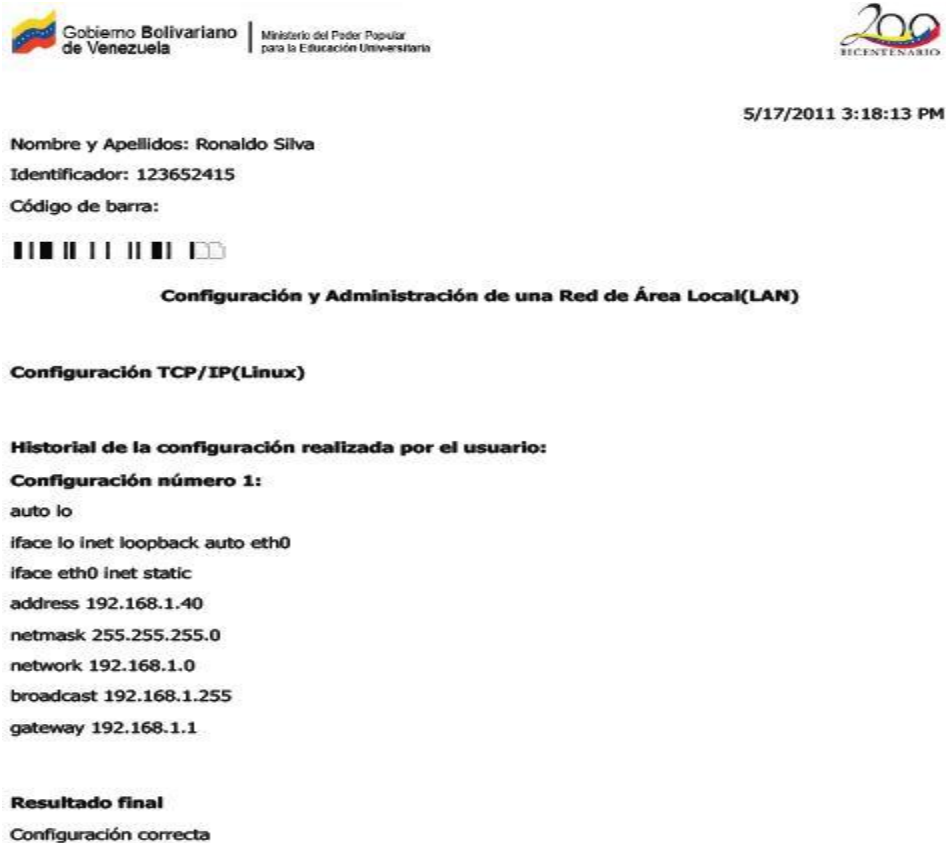 Gobierno Bolivariano
de Venezuela
Ministerio del Poder Popular
para la Educación Universitaria
200
BICENTENARIO
5/17/2011 3:18:13 PM
Nombre y Apellidos: Ronaldo Silva
Identificador: 123652415
Código de barra:
Configuración y Administración de una Red de Área Local(LAN)
Configuración TCP/IP(Linux)
Historial de la configuración realizada por el usuario:
Configuración número 1:
auto lo
iface lo inet loopback auto eth0
iface eth0 inet static
address 192.168.1.40
netmask 255.255.255.0
network 192.168.1.0
broadcast 192.168.1.255
gateway 192.168.1.1
Resultado final
Configuración correcta